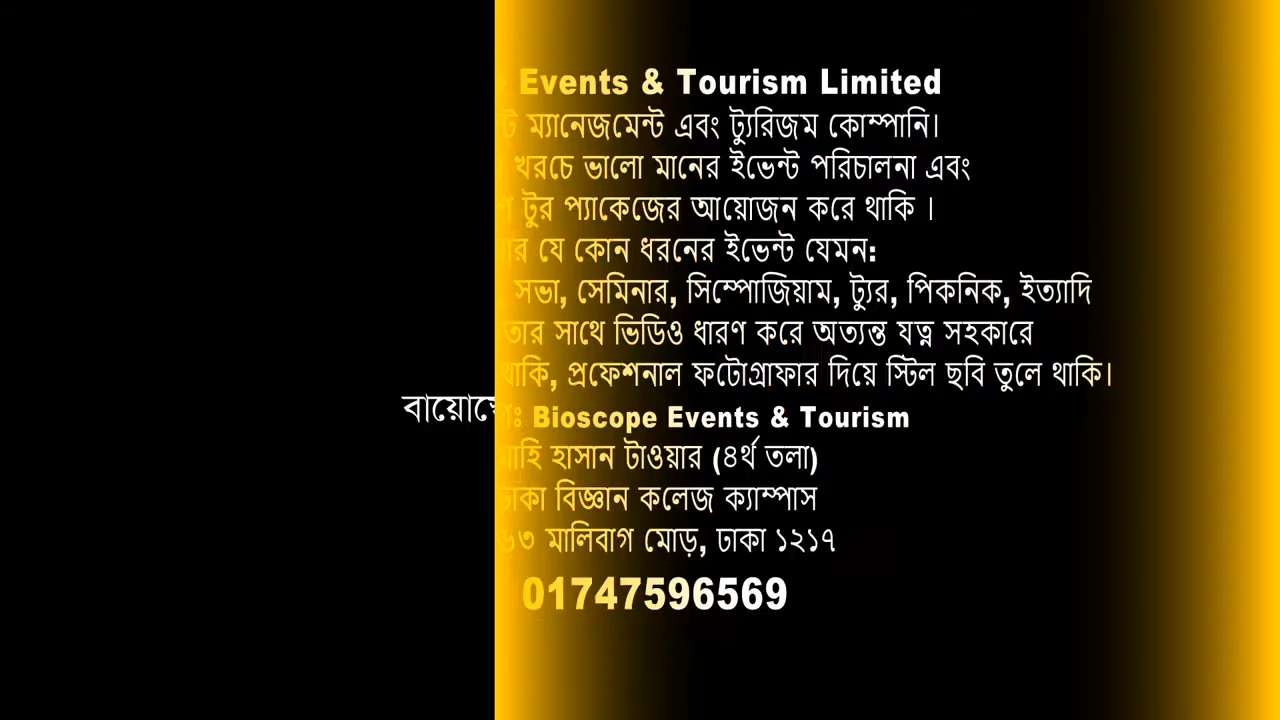 Events & Tourism Limited
ম্যানেজমেন্ট এবং ট্যুরিজম কোম্পানি।
খরচে ভালো মানের ইভেন্ট পরিচালনা এবং
টুর প্যাকেজের আয়োজন করে থাকি ।
যে কোন ধরনের ইভেন্ট যেমন:
সভা, সেমিনার, সিম্পোজিয়াম, ট্যুর, পিকনিক, ইত্যাদি
তার সাথে ভিডিও ধারণ করে অত্যন্ত যত্ন সহকারে
থাকি, প্রফেশনাল ফটোগ্রাফার দিয়ে স্টিল ছবি তুলে থাকি।
বায়োস্কে
Bioscope Events & Tourism
হাসান টাওয়ার (৪র্থ তলা)
ঢাকা বিজ্ঞান কলেজ ক্যাম্পাস
মালিবাগ মোড়, ঢাকা ১২১৭
01747596569